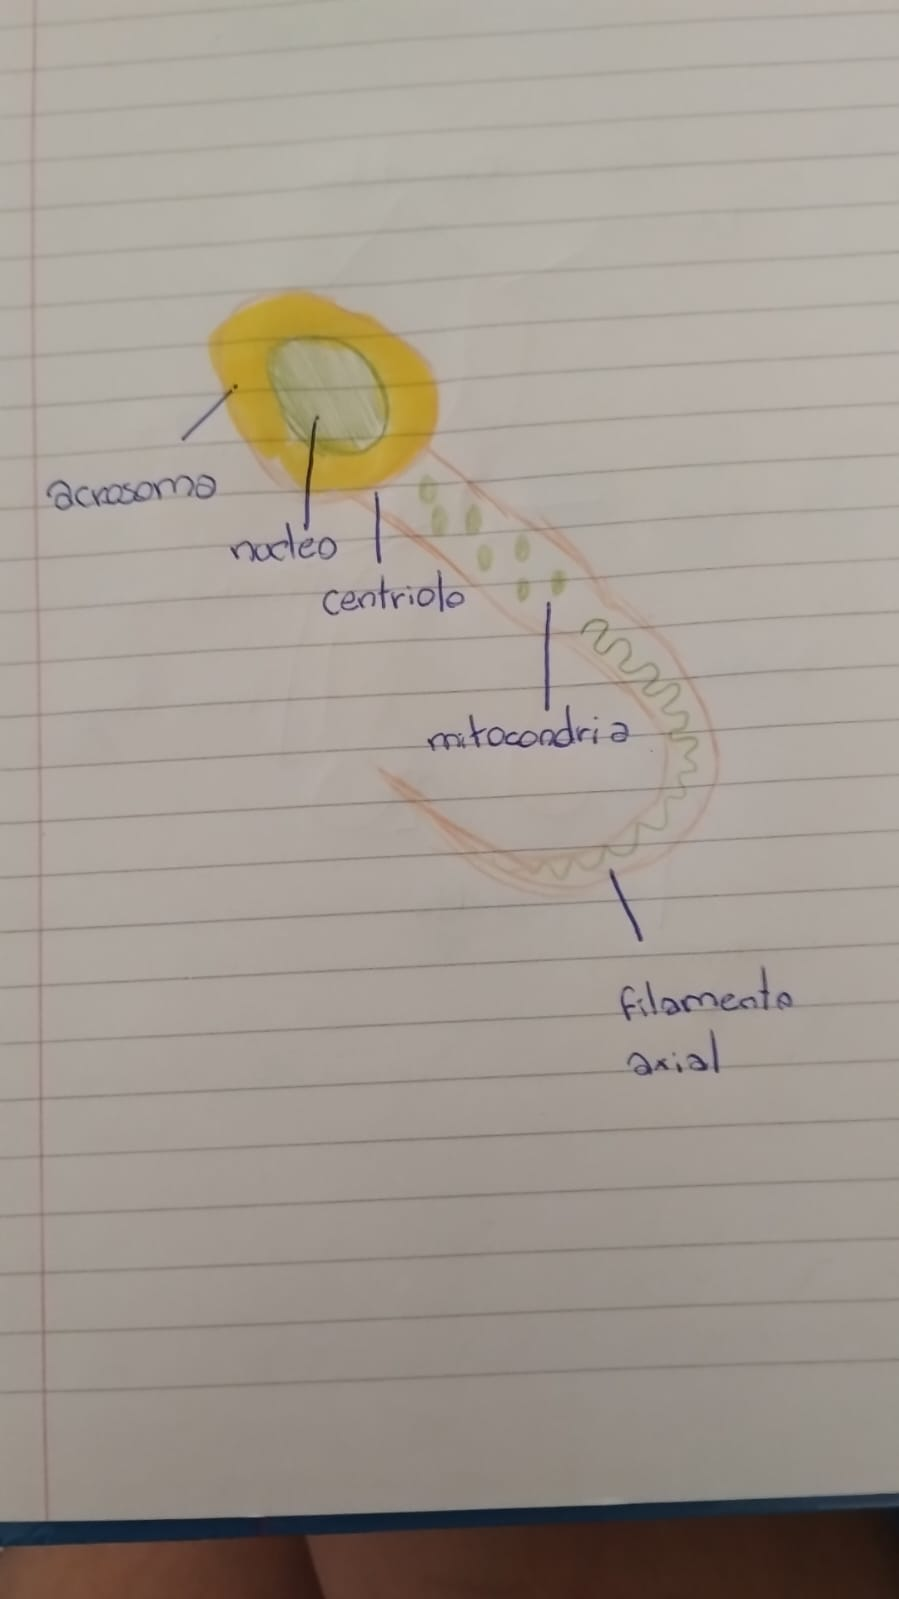 acrosoma
nucleo
centriolo
mitocondria
filamento
axial